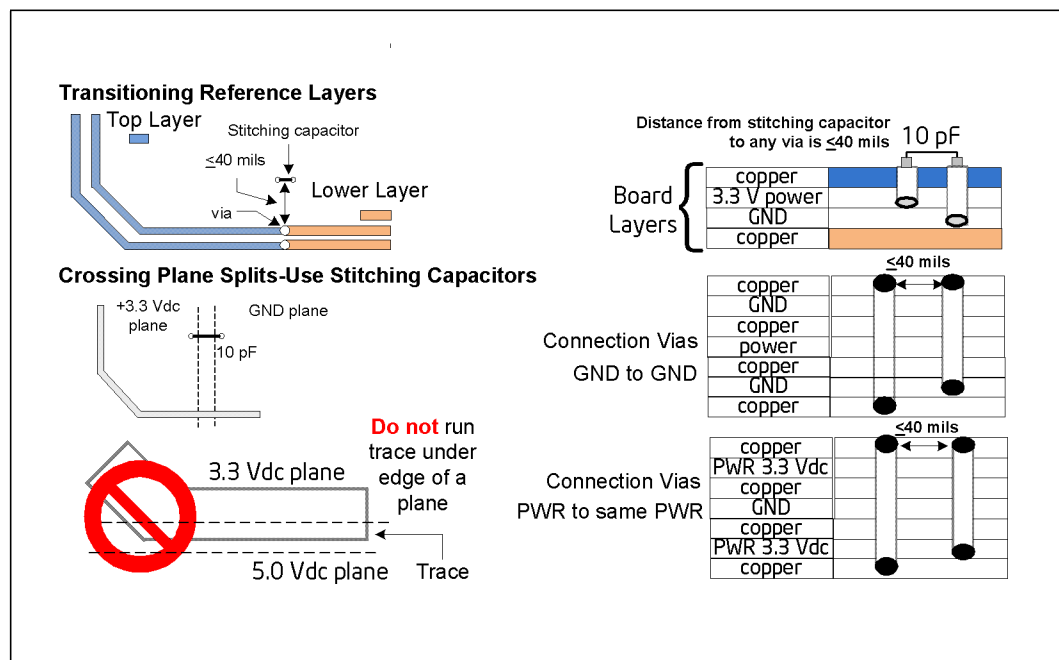 Transitioning Reference Layers
Top Layer
Stitching capacitor
≤40 mils
Lower Layer
via
Crossing Plane Splits-Use Stitching Capacitors
+3.3 Vdc
plane
GND plane
10 pF
Do not run
trace under
edge of a
plane
3.3 Vdc plane
5.0 Vdc plane
Trace
Distance from stitching capacitor
to any via is ≤40 mils
10 pF
Board
Layers
copper
3.3 V power
GND
copper
≤40 mils
Connection Vias
GND to GND
copper
GND
copper
power
copper
GND
copper
≤40 mils
Connection Vias
PWR to same PWR
copper
PWR 3.3 Vdc
copper
GND
copper
PWR 3.3 Vdc
copper